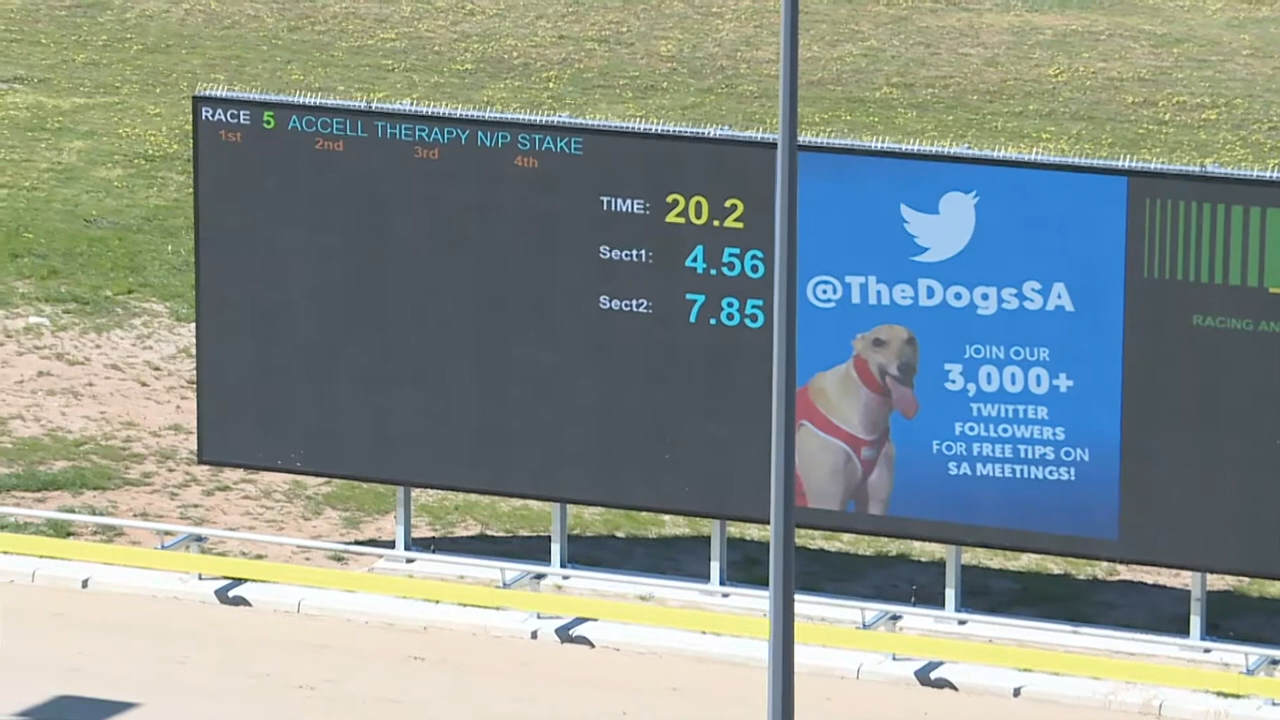 RACE 5 ACCELL THERAPY N/P STAKE
1st 2nd 3rd 4th
TIME: 20.2
Sect1: 4.56
Sect2: 7.85
@TheDogsSA
JOIN OUR
3,000+
TWITTER
FOLLOWERS
FOR FREE TIPS ON
SA MEETINGS!
RACING